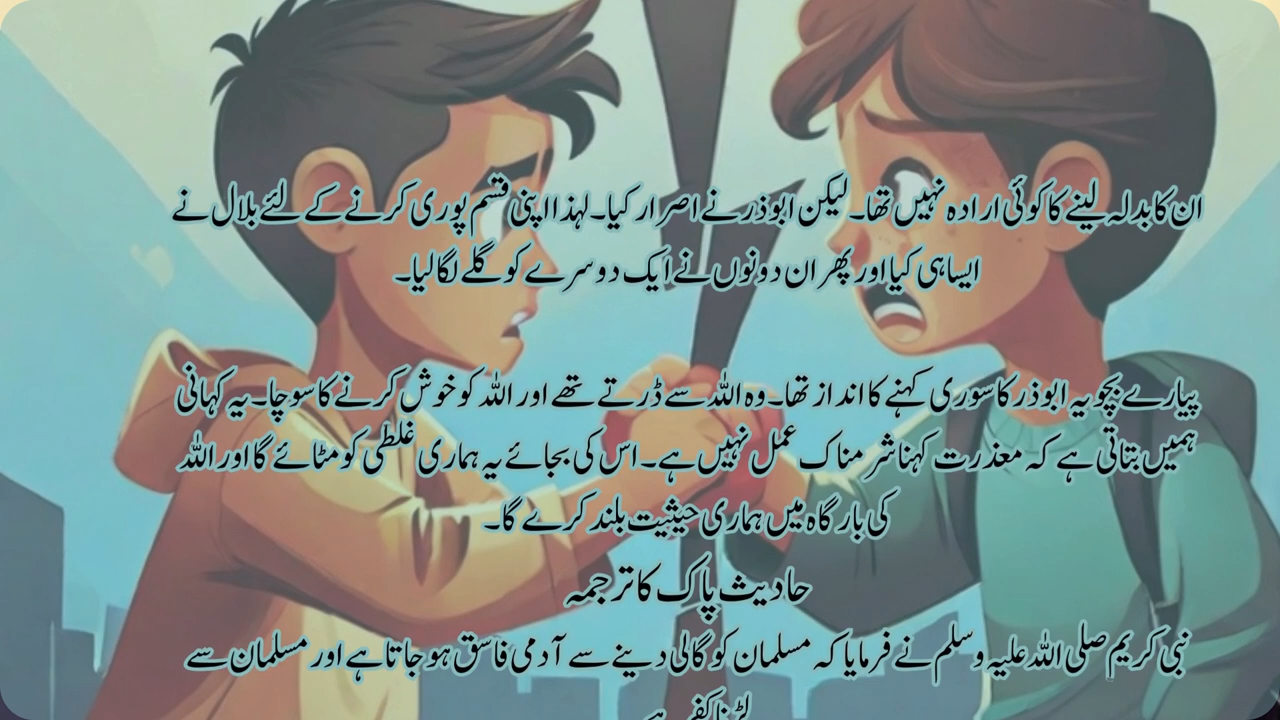 ان کا بدلہ لینے کا کوئی ارادہ نہیں تھا۔ لیکن ابوذر نے اصرار کیا۔ لہذا اپنی قسم پوری کرنے کے لئے بلال نے
ایسا ہی کیا اور پھر ان دونوں نے ایک دوسرے کو گلے لگا لیا۔
پیارے بچو یہ ابوذر کا سوری کہنے کا انداز تھا۔ وہ اللہ سے ڈرتے تھے اور اللہ کو خوش کرنے کا سوچا۔ یہ کہانی
ہمیں بتاتی ہے کہ معذرت کہنا شرمناک عمل نہیں ہے۔ اس کی بجائے یہ ہماری غلطی کو مٹائے گا اور اللہ
کی بارگاہ میں ہماری حیثیت بلند کرے گا۔
حادیث پاک کا ترجمہ
نبی کریم صلی اللہ علیہ وسلم نے فرمایا کہ مسلمان کو گالی دینے سے آدمی فاسق ہو جاتا ہے اور مسلمان سے